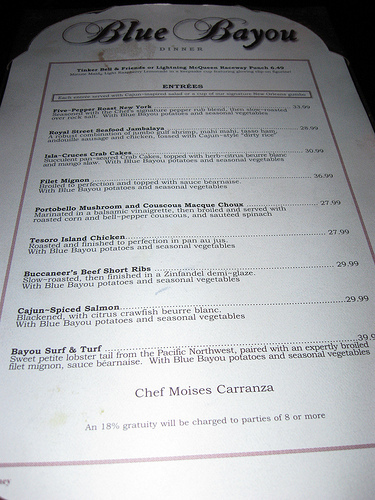 Blue Bayou
DINNER
Tinker Bell & Friends or Lightning McQueen Raceway Punch 6.49
ENTRÉES
Each entrée served with Cajun-inspired salad or a cup of our signature New Orleans gumbo
Five-Pepper Roast New York 33.99
Seasoned with the Chef's signature pepper rub blend, then slow-roasted
over rock salt. With Blue Bayou potatoes and seasonal vegetables
Royal Street Seafood Jambalaya 28.99
A robust combination of jumbo gulf shrimp, mahi mahi, tasso ham,
andouille sausage and chicken, tossed with Cajun-style "dirty rice"
Isla-Cruces Crab Cakes 30.99
Succulent pan-seared Crab Cakes, topped with herb-citrus beurre blanc
and mango slaw. With Blue Bayou potatoes and seasonal vegetables
Filet Mignon 36.99
Broiled to perfection and topped with sauce béarnaise.
With Blue Bayou potatoes and seasonal vegetables
Portobello Mushroom and Couscous Macque Choux 27.99
Marinated in a balsamic vinaigrette, then broiled and served with
roasted corn and bell-pepper couscous, and sautéed spinach
Tesoro Island Chicken 27.99
Roasted and finished to perfection in pan au jus.
With Blue Bayou potatoes and seasonal vegetables
Buccaneer's Beef Short Ribs 29.99
Slow-roasted, then finished in a Zinfandel demi-glaze.
With Blue Bayou potatoes and seasonal vegetables
Cajun-Spiced Salmon 29.99
Blackened, with citrus crawfish beurre blanc.
With Blue Bayou potatoes and seasonal vegetables
Bayou Surf & Turf 39.9
Sweet petite lobster tail from the Pacific Northwest, paired with an expertly broiled
filet mignon, sauce béarnaise. With Blue Bayou potatoes and seasonal vegetables
Chef Moises Carranza
An 18% gratuity will be charged to parties of 8 or more